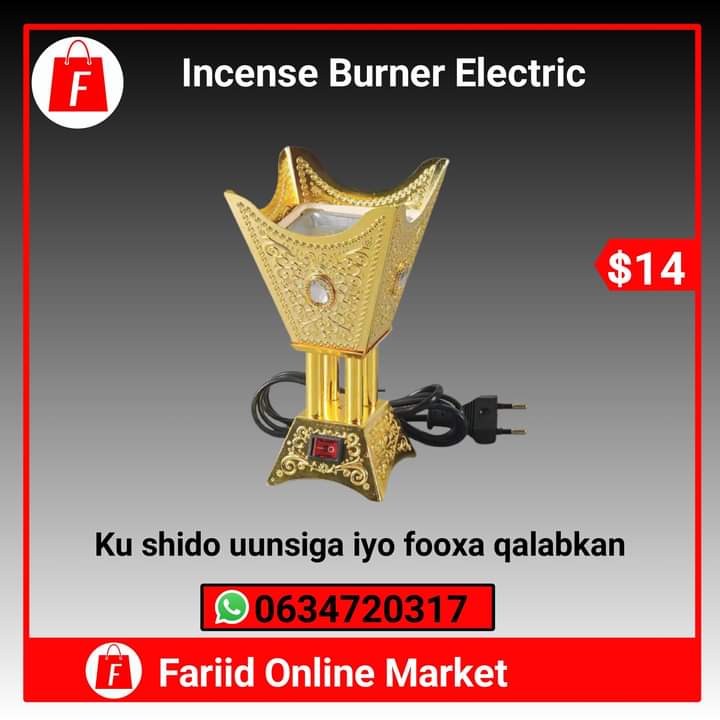 F
Incense Burner Electric
$14
Ku shido uunsiga iyo fooxa qalabkan
0634720317
F
Fariid Online Market